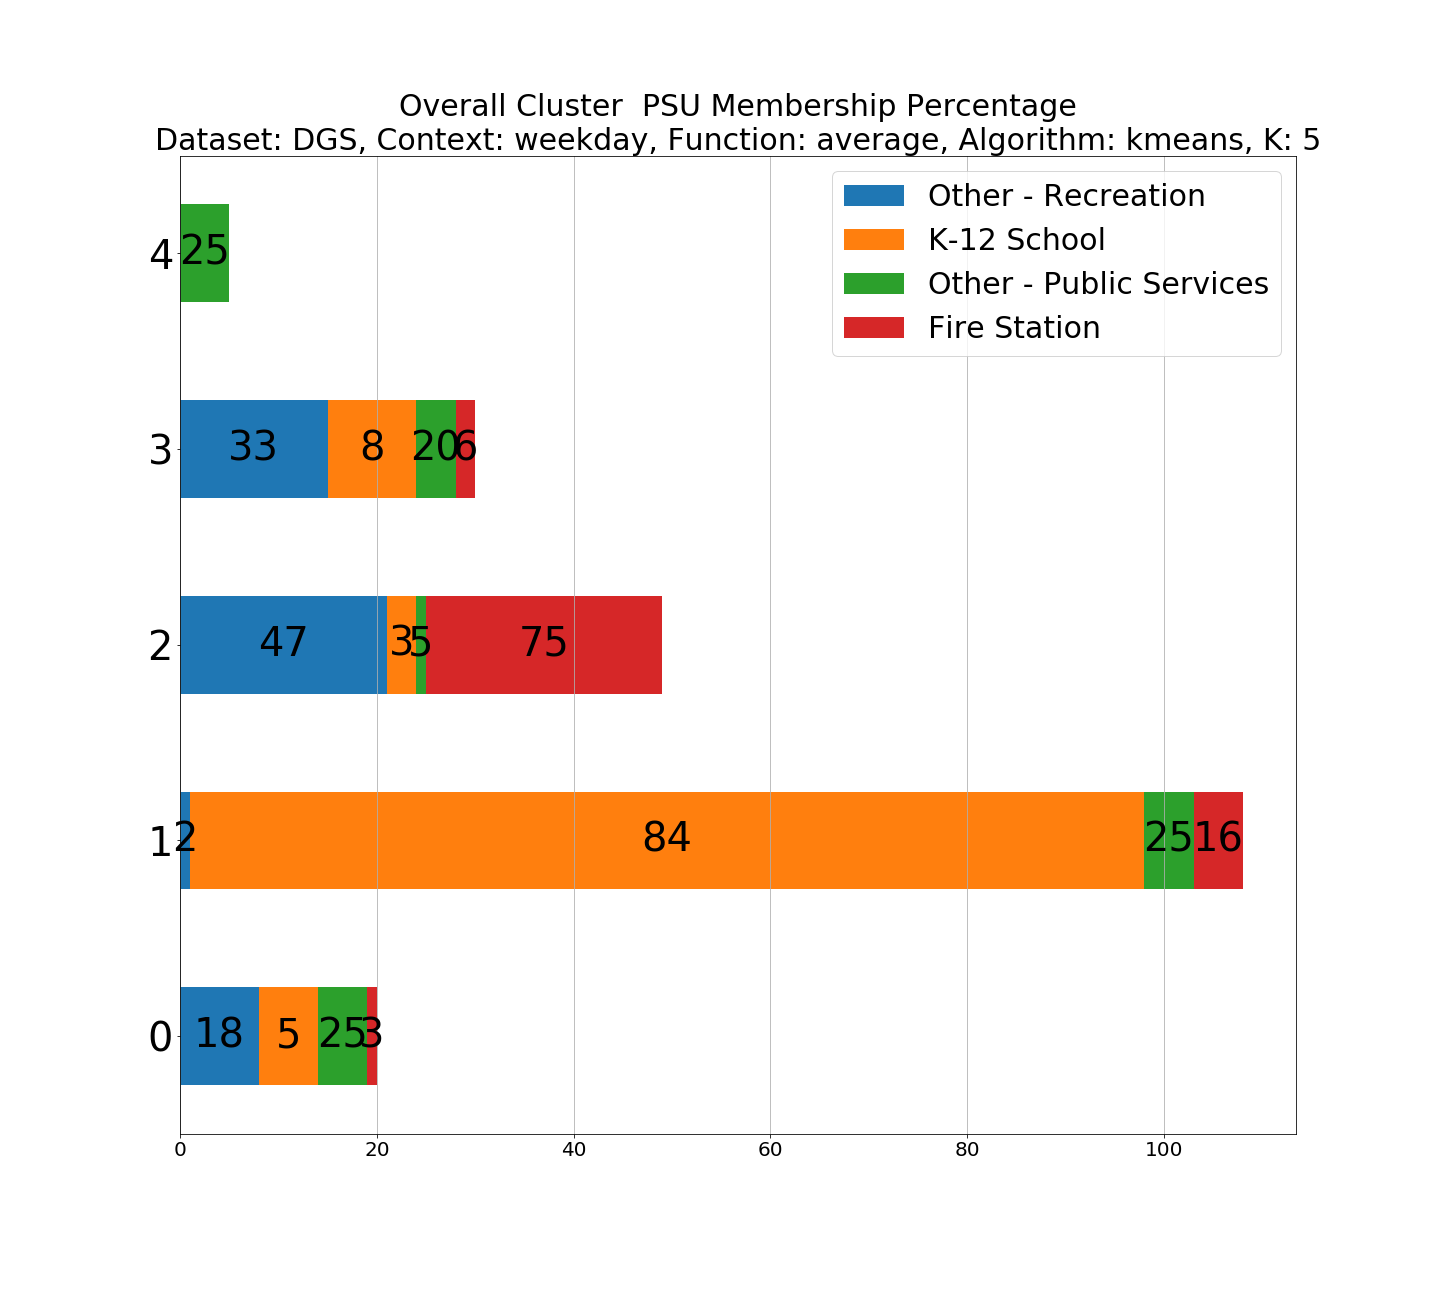 Overall Cluster  PSU Membership Percentage
Dataset: DGS, Context: weekday, Function: average, Algorithm: kmeans, K: 5
Other - Recreation
K-12 School
Other - Public Services
Fire Station
4 25
3 33 8 20 6
2 47 3 5 75
1 2 84 25 16
0 18 5 25 3
0 20 40 60 80 100